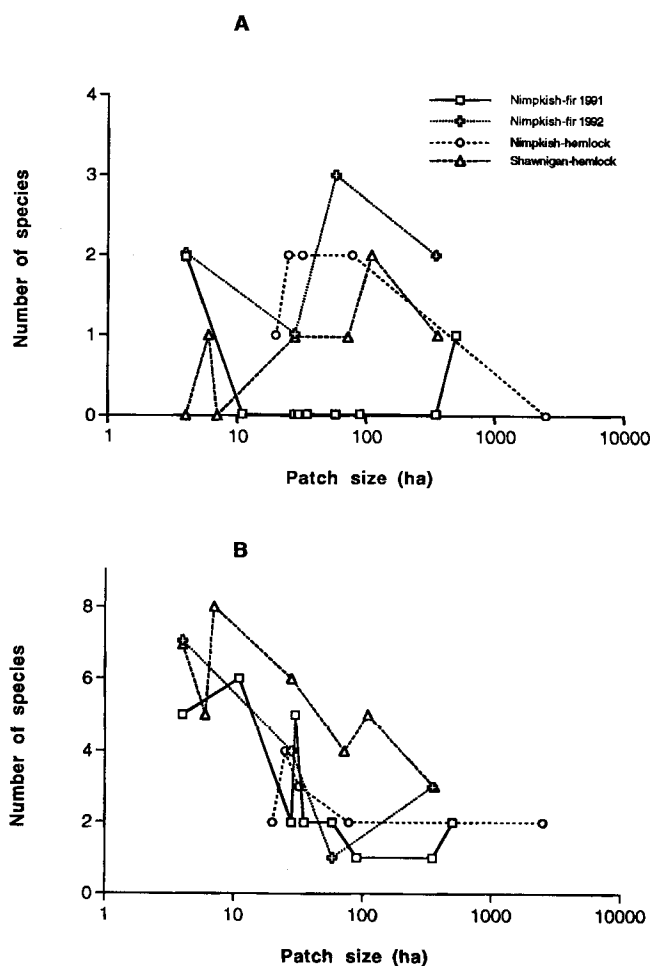 A
Number of species
4
3
2
1
0
Nimpkish-fir 1991
Nimpkish-fir 1992
Nimpkish-hemlock
Shawnigan-hemlock
1 10 100 1000 10000
Patch size (ha)
B
Number of species
8
6
4
2
0
1 10 100 1000 10000
Patch size (ha)